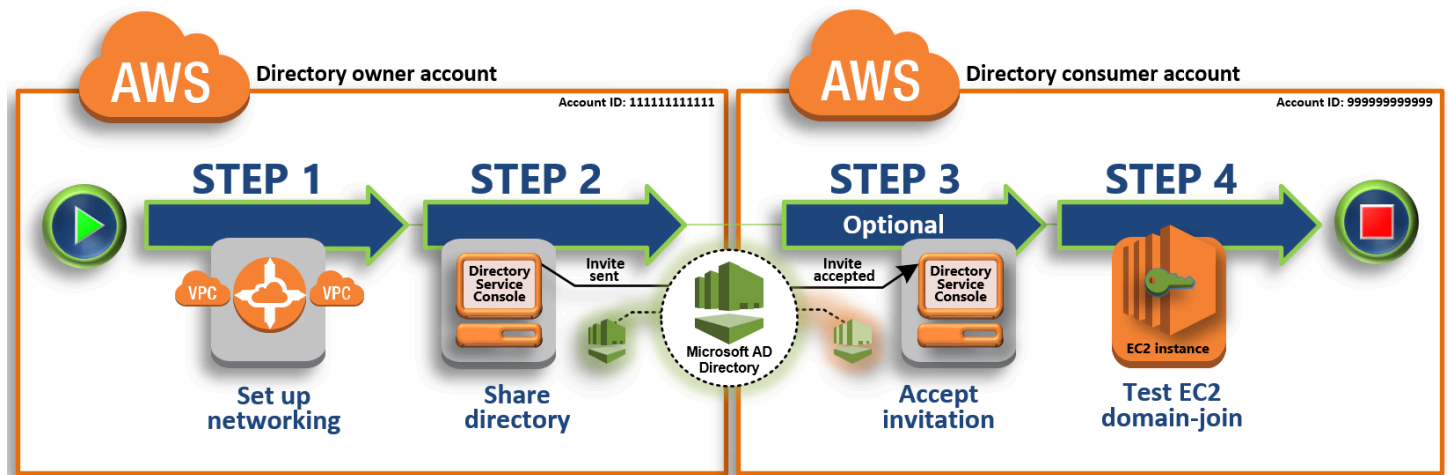 AWS
Directory owner account
Account ID: 111111111111
STEP 1
STEP 2
VPC
VPC
Directory
Service
Console
Invite
sent
Set up
networking
Share
directory
Microsoft AD
Directory
AWS
Directory consumer account
Account ID: 999999999999
STEP 3
Optional
STEP 4
Invite
accepted
Directory
Service
Console
EC2 instance
Accept
invitation
Test EC2
domain-join